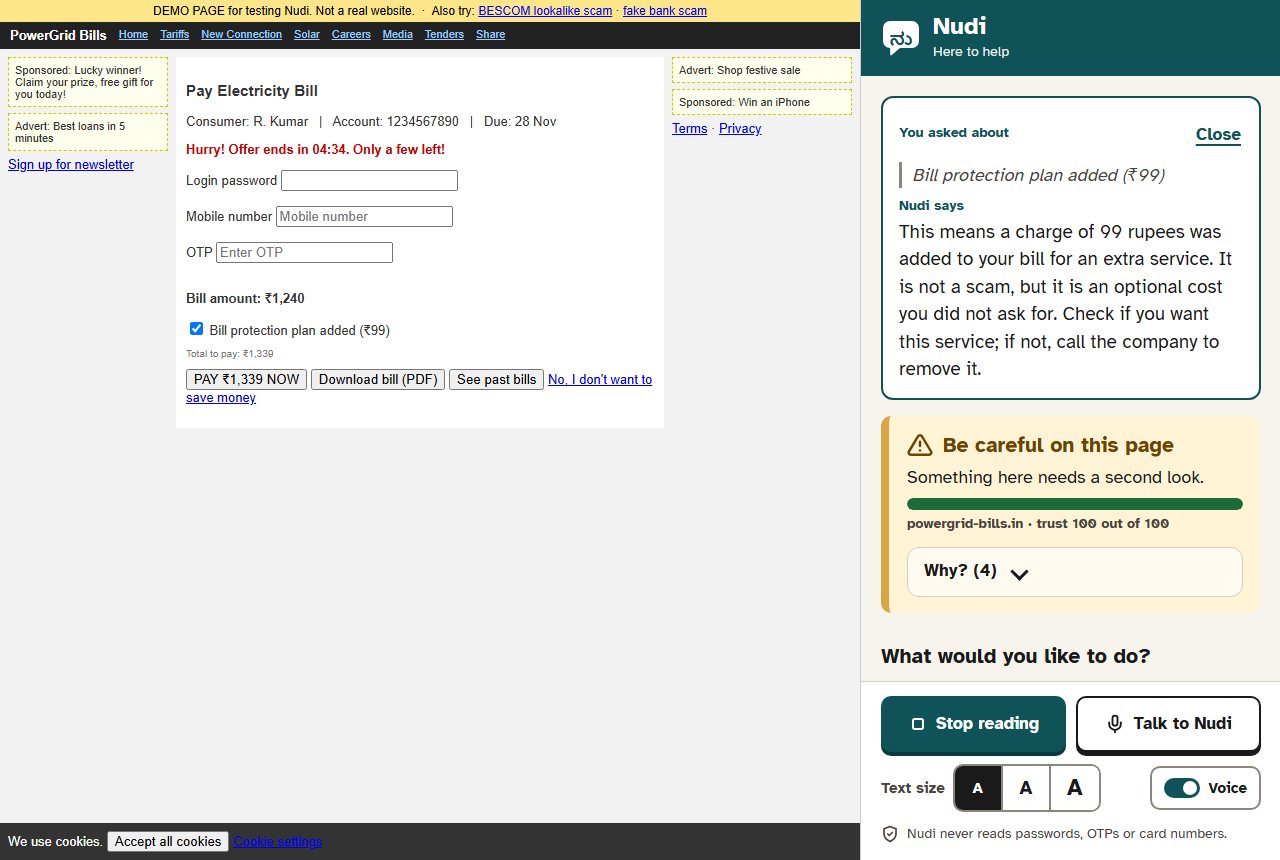 DEMO PAGE for testing Nudi. Not a real website. · Also try: BESCOM lookalike scam · fake bank scam
PowerGrid Bills Home Tariffs New Connection Solar Careers Media Tenders Share
Sponsored: Lucky winner!
Claim your prize, free gift for
you today!
Advert: Best loans in 5
minutes
Sign up for newsletter
Pay Electricity Bill
Consumer: R. Kumar | Account: 1234567890 | Due: 28 Nov
Hurry! Offer ends in 04:34. Only a few left!
Login password
Mobile number Mobile number
OTP Enter OTP
Bill amount: ₹1,240
Bill protection plan added (₹99)
Total to pay: ₹1,339
PAY ₹1,339 NOW Download bill (PDF) See past bills No, I don't want to
save money
Advert: Shop festive sale
Sponsored: Win an iPhone
Terms · Privacy
We use cookies. Accept all cookies Cookie settings
ನು
Nudi
Here to help
You asked about Close
Bill protection plan added (₹99)
Nudi says
This means a charge of 99 rupees was
added to your bill for an extra service. It
is not a scam, but it is an optional cost
you did not ask for. Check if you want
this service; if not, call the company to
remove it.
Be careful on this page
Something here needs a second look.
powergrid-bills.in · trust 100 out of 100
Why? (4)
What would you like to do?
Stop reading Talk to Nudi
Text size A A A Voice
Nudi never reads passwords, OTPs or card numbers.